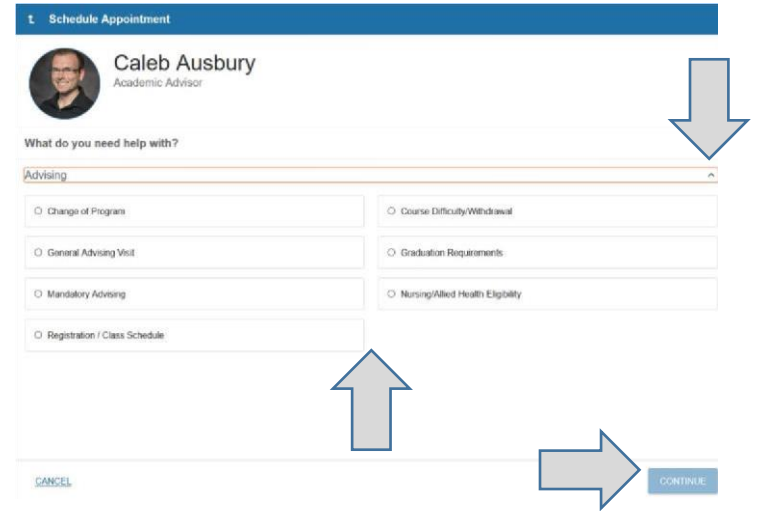 Schedule Appointment
Caleb Ausbury
Academic Advisor
What do you need help with?
Advising
Change of Program
Course Difficulty/Withdrawal
General Advising Visit
Graduation Requirements
Mandatory Advising
Nursing/Allied Health Eligibility
Registration / Class Schedule
CANCEL
CONTINUE